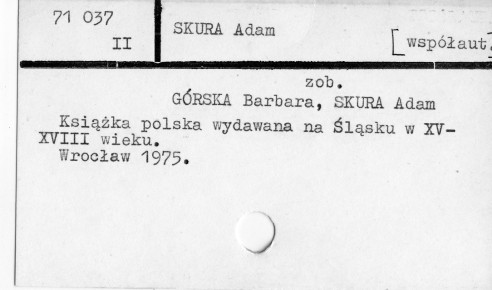 71 037
II
SKURA Adam
[współaut.
zob.
GÓRSKA Barbara, SKURA Adam
Książka polska wydawana na Śląsku w XV-
XVIII wieku.
Wrocław 1975.